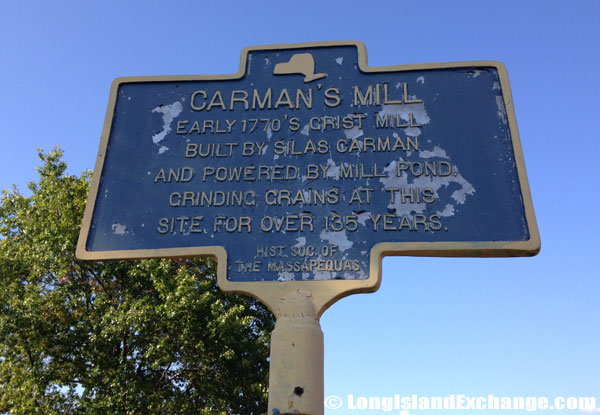 CARMAN'S MILL
EARLY 1770'S GRIST MILL
BUILT BY SILAS CARMAN
AND POWERED BY MILL POND.
GRINDING GRAINS AT THIS
SITE FOR OVER 135 YEARS.
HIST. SOC. OF
THE MASSAPEQUAS
© LongIslandExchange.com